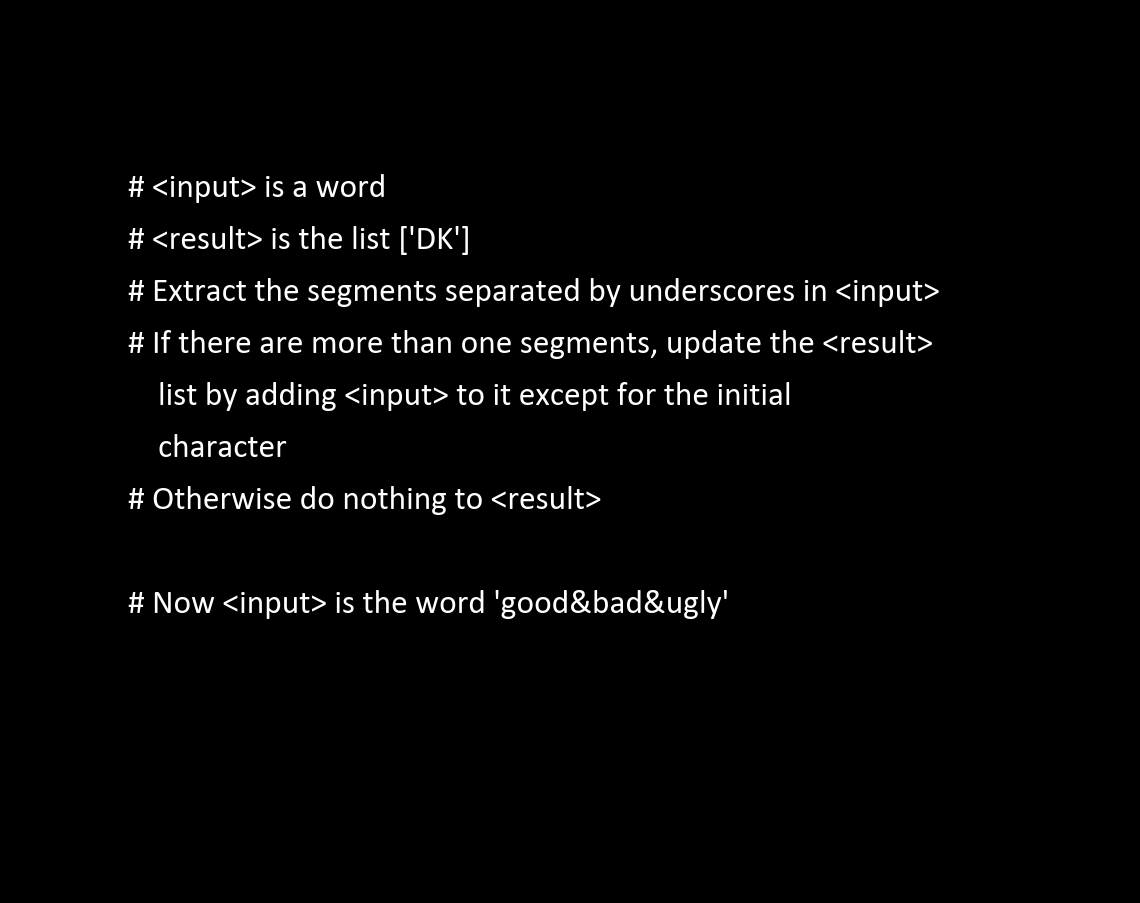 # <input> is a word
# <result> is the list ['DK']
# Extract the segments separated by underscores in <input>
# If there are more than one segments, update the <result>
list by adding <input> to it except for the initial
character
# Otherwise do nothing to <result>
# Now <input> is the word 'good&bad&ugly'